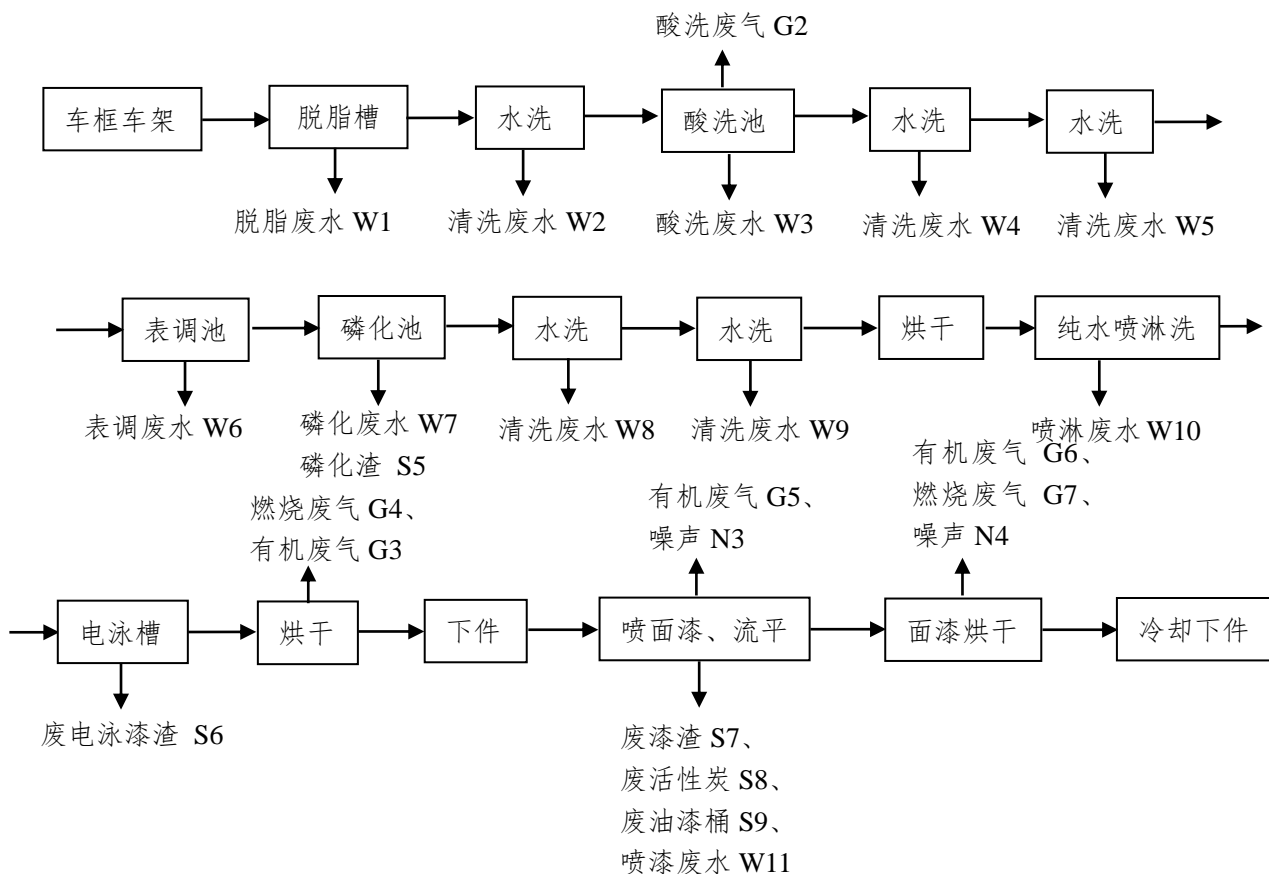 酸洗废气 G2
车框车架
脱脂槽
水洗
酸洗池
水洗
水洗
脱脂废水 W1
清洗废水 W2
酸洗废水 W3
清洗废水 W4
清洗废水 W5
表调池
磷化池
水洗
水洗
烘干
纯水喷淋洗
表调废水 W6
磷化废水 W7
磷化渣 S5
清洗废水 W8
清洗废水 W9
喷淋废水 W10
燃烧废气 G4、
有机废气 G3
有机废气 G5、
噪声 N3
有机废气 G6、
燃烧废气 G7、
噪声 N4
电泳槽
烘干
下件
喷面漆、流平
面漆烘干
冷却下件
废电泳漆渣 S6
废漆渣 S7、
废活性炭 S8、
废油漆桶 S9、
喷漆废水 W11